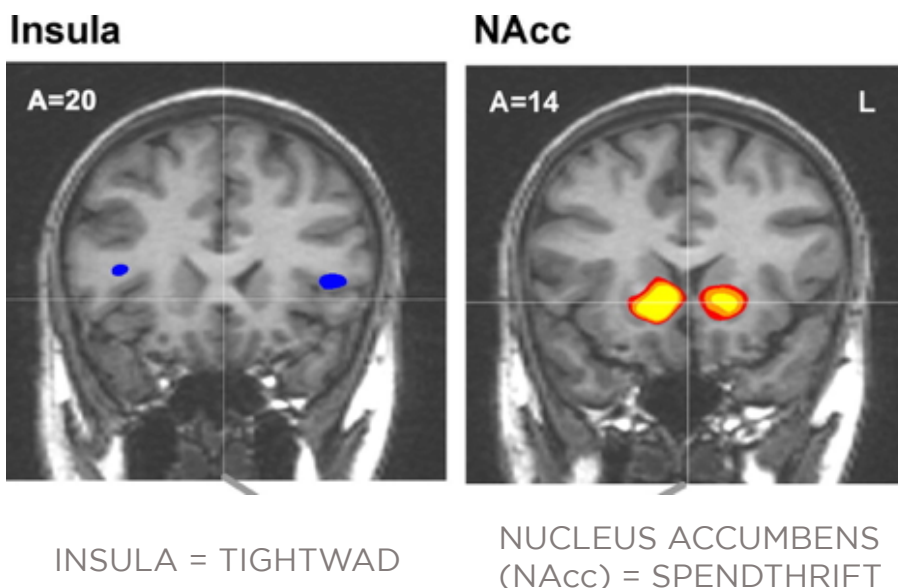 Insula
NAcc
A=20
A=14
L
INSULA = TIGHTWAD
NUCLEUS ACCUMBENS
(NAcc) = SPENDTHRIFT